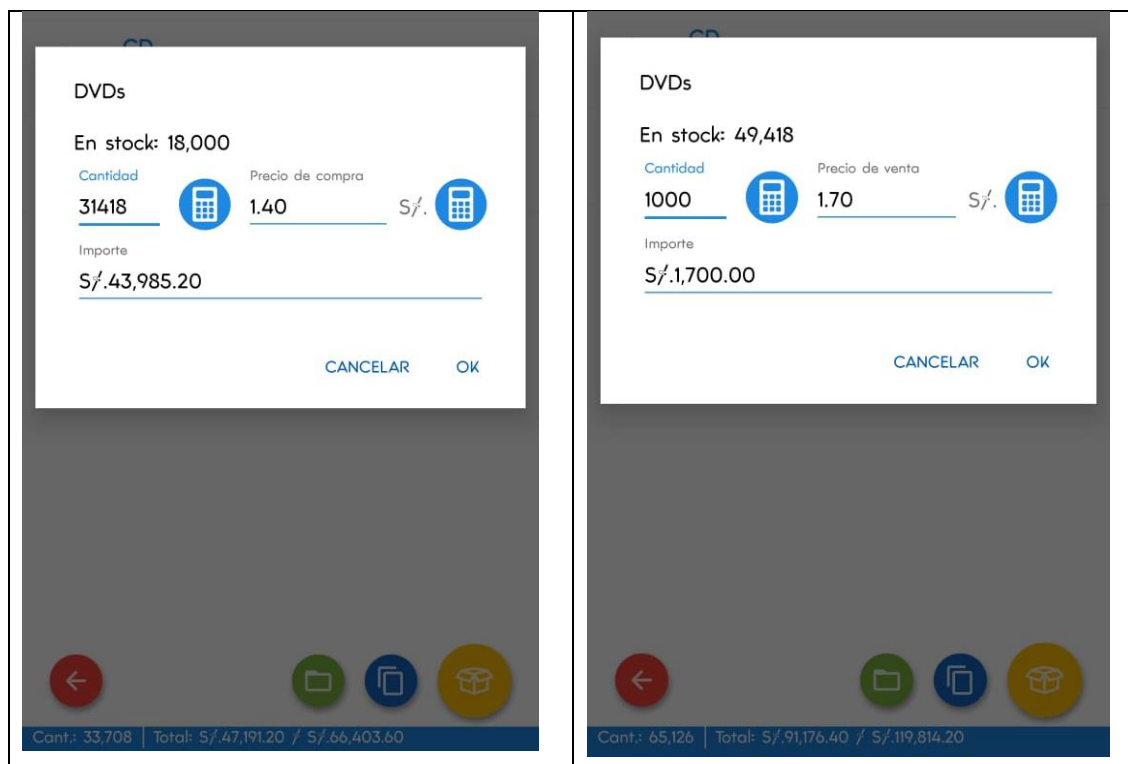 CD
DVDs
En stock: 18,000
Cantidad
Precio de compra
31418
1.40
S/.
Importe
S/.43,985.20
CANCELAR
OK
Cant.: 33,708 | Total: S/.47,191.20 / S/.66,403.60
CD
DVDs
En stock: 49,418
Cantidad
Precio de venta
1000
1.70
S/.
Importe
S/.1,700.00
CANCELAR
OK
Cant.: 65,126 | Total: S/.91,176.40 / S/.119,814.20